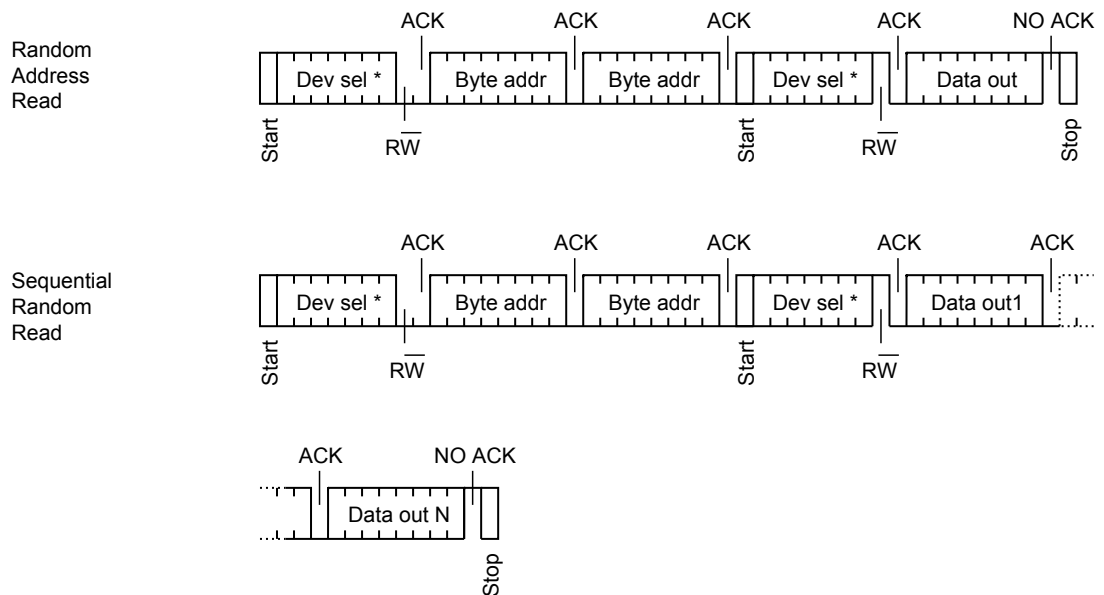 ACK ACK ACK ACK NO ACK
Random
Address
Read
Dev sel * Byte addr Byte addr Dev sel * Data out
Start RW Start RW Stop
ACK ACK ACK ACK ACK
Sequential
Random
Read
Dev sel * Byte addr Byte addr Dev sel * Data out1
Start RW Start RW
ACK NO ACK
Data out N
Stop